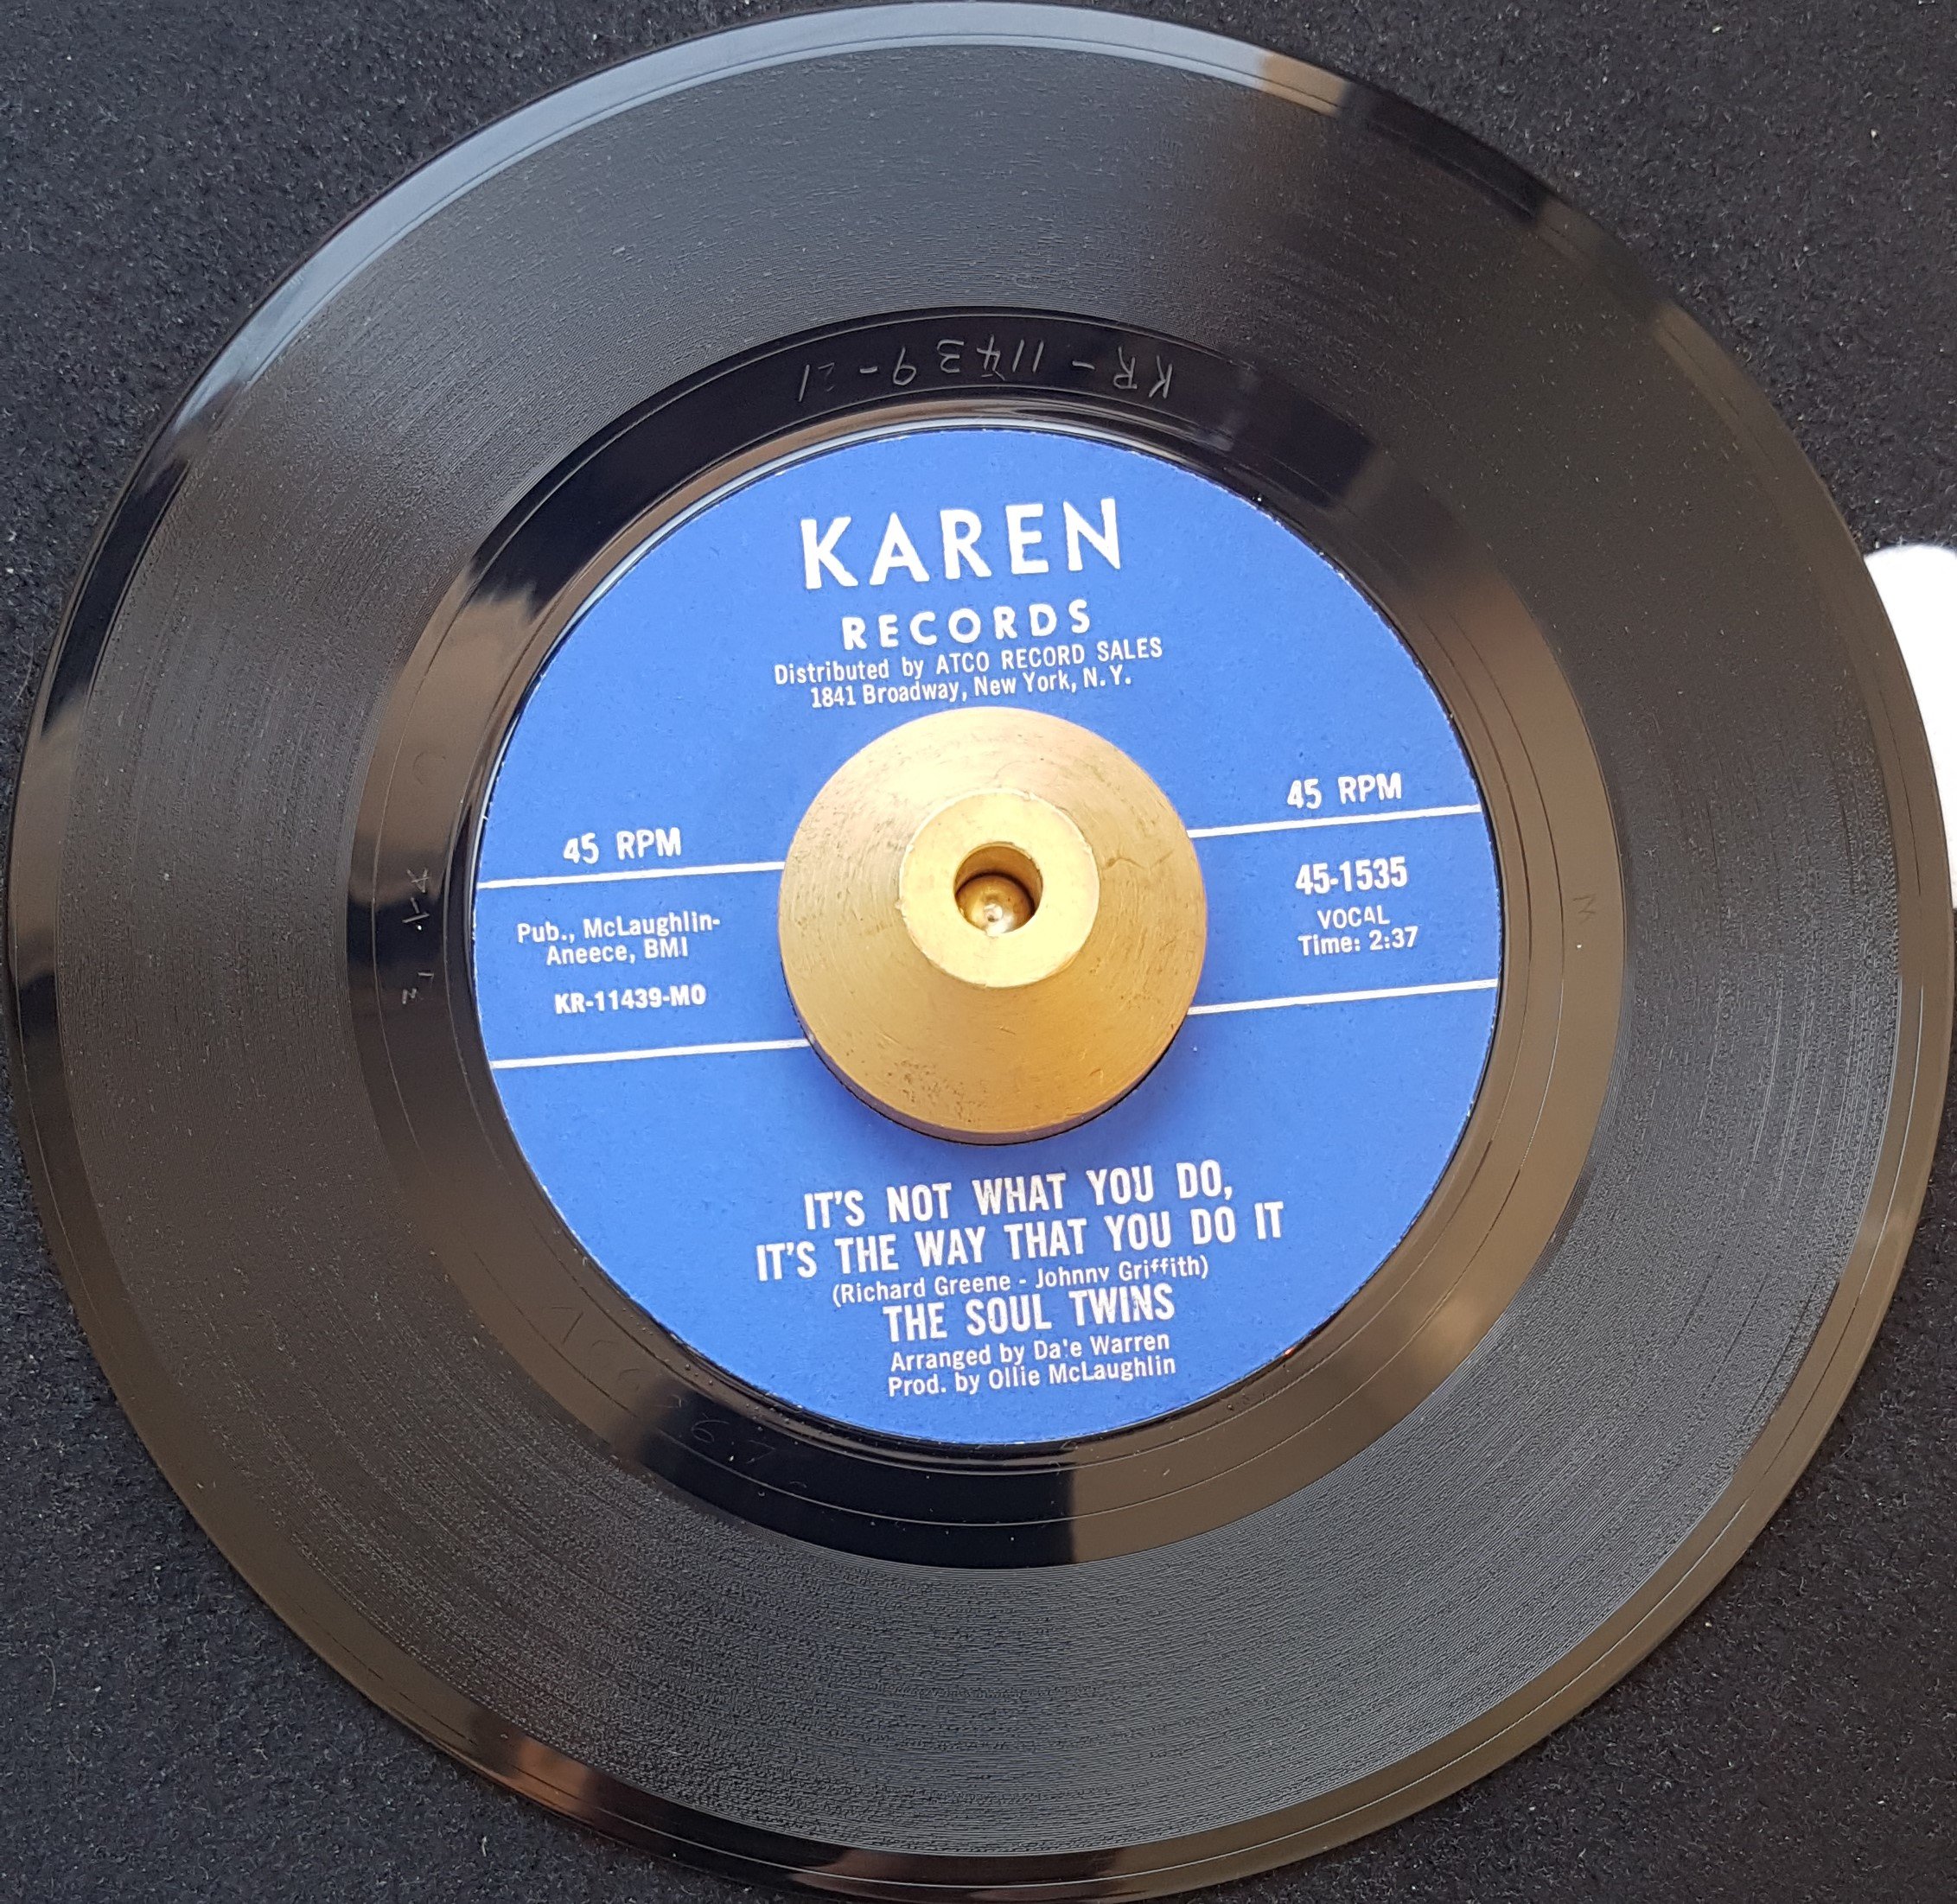 KR-11439-21
KAREN
RECORDS
Distributed by ATCO RECORD SALES
1841 Broadway, New York, N.Y.
45 RPM
45 RPM
Pub., McLaughlin-
Aneece, BMI
KR-11439-MO
45-1535
VOCAL
Time: 2:37
IT'S NOT WHAT YOU DO,
IT'S THE WAY THAT YOU DO IT
(Richard Greene - Johnny Griffith)
THE SOUL TWINS
Arranged by Dale Warren
Prod. by Ollie McLaughlin